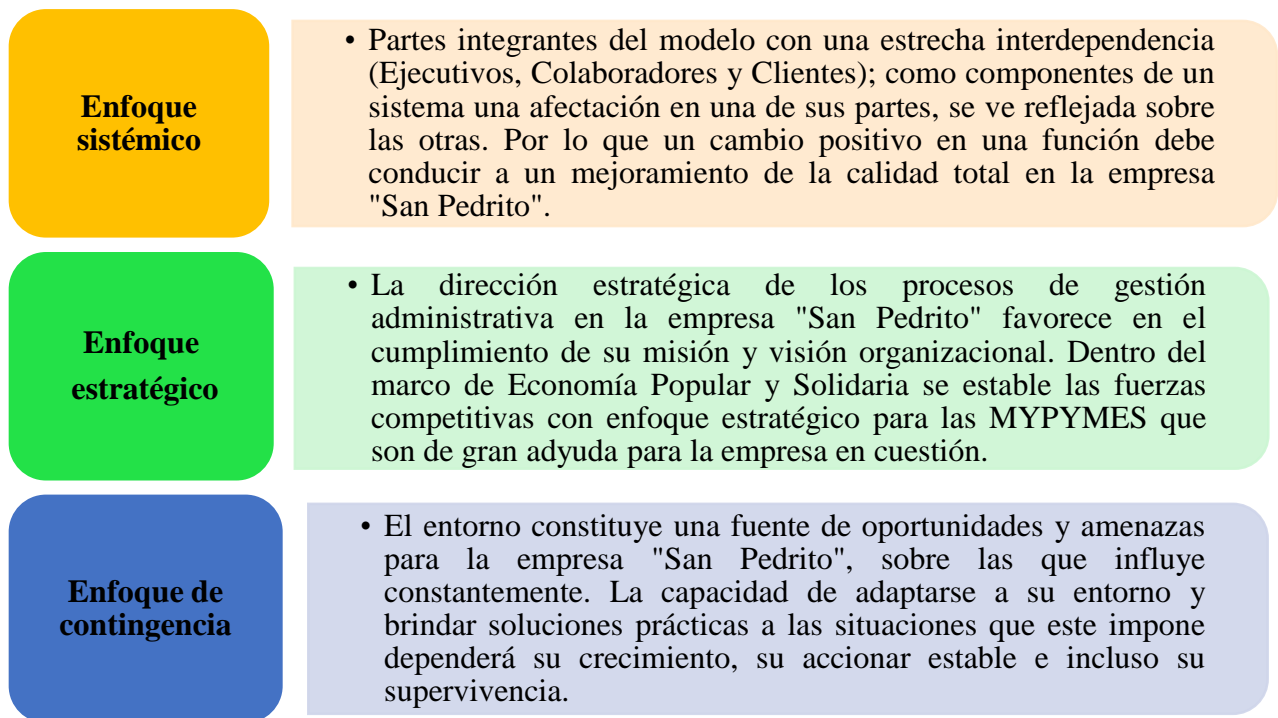 Enfoque
sistémico
• Partes integrantes del modelo con una estrecha interdependencia
(Ejecutivos, Colaboradores y Clientes); como componentes de un
sistema una afectación en una de sus partes, se ve reflejada sobre
las otras. Por lo que un cambio positivo en una función debe
conducir a un mejoramiento de la calidad total en la empresa
"San Pedrito".
Enfoque
estratégico
• La dirección estratégica de los procesos de gestión
administrativa en la empresa "San Pedrito" favorece en el
cumplimiento de su misión y visión organizacional. Dentro del
marco de Economía Popular y Solidaria se estable las fuerzas
competitivas con enfoque estratégico para las MYPYMES que
son de gran adyuda para la empresa en cuestión.
Enfoque de
contingencia
• El entorno constituye una fuente de oportunidades y amenazas
para la empresa "San Pedrito", sobre las que influye
constantemente. La capacidad de adaptarse a su entorno y
brindar soluciones prácticas a las situaciones que este impone
dependerá su crecimiento, su accionar estable e incluso su
supervivencia.